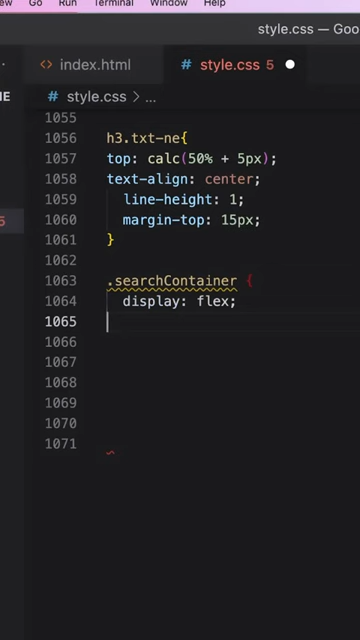 Go Run Terminal Window Help
style.css — Goo
index.html
# style.css 5
# style.css > ...
1055
1056 h3.txt-ne{
1057 top: calc(50% + 5px);
1058 text-align: center;
1059 line-height: 1;
1060 margin-top: 15px;
1061 }
1062
1063 .searchContainer {
1064 display: flex;
1065
1066
1067
1068
1069
1070
1071